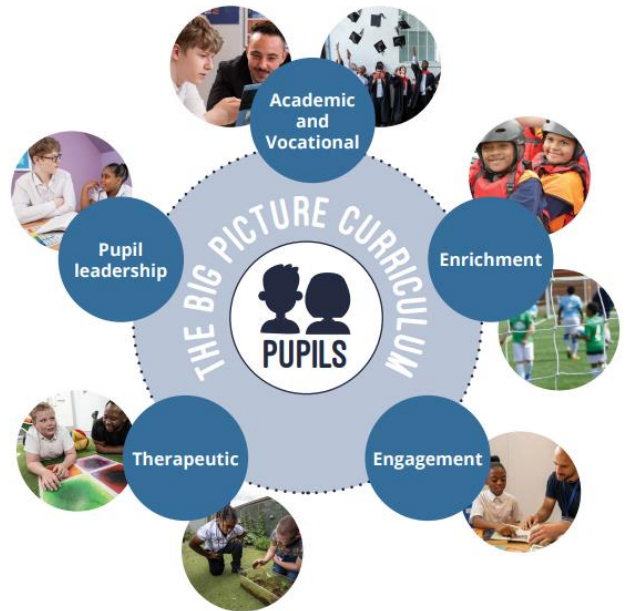 Academic
and
Vocational
Pupil
leadership
Enrichment
THE BIG PICTURE CURRICULUM
PUPILS
Therapeutic
Engagement